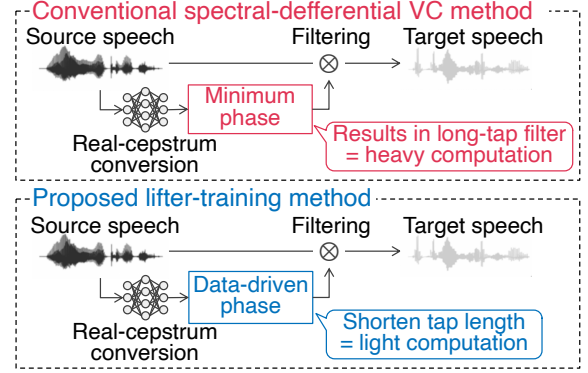 Conventional spectral-defferential VC method
Source speech Filtering Target speech
Minimum
phase
Real-cepstrum
conversion
Results in long-tap filter
= heavy computation
Proposed lifter-training method
Source speech Filtering Target speech
Data-driven
phase
Real-cepstrum
conversion
Shorten tap length
= light computation